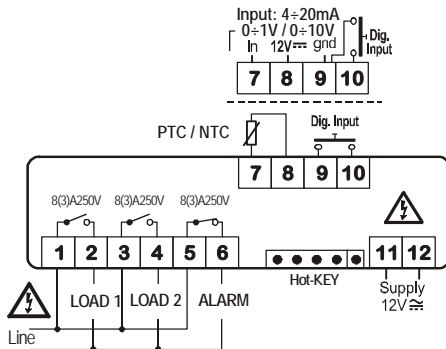 Input: 4÷20mA
0÷1V / 0÷10V
In 12V⎓ gnd
Dig. Input
7 8 9 10
PTC / NTC
Dig. Input
7 8 9 10
8(3)A250V 8(3)A250V 8(3)A250V
1 2 3 4 5 6
11 12
Hot-KEY
Supply
12V≂
LOAD 1 LOAD 2 ALARM
Line